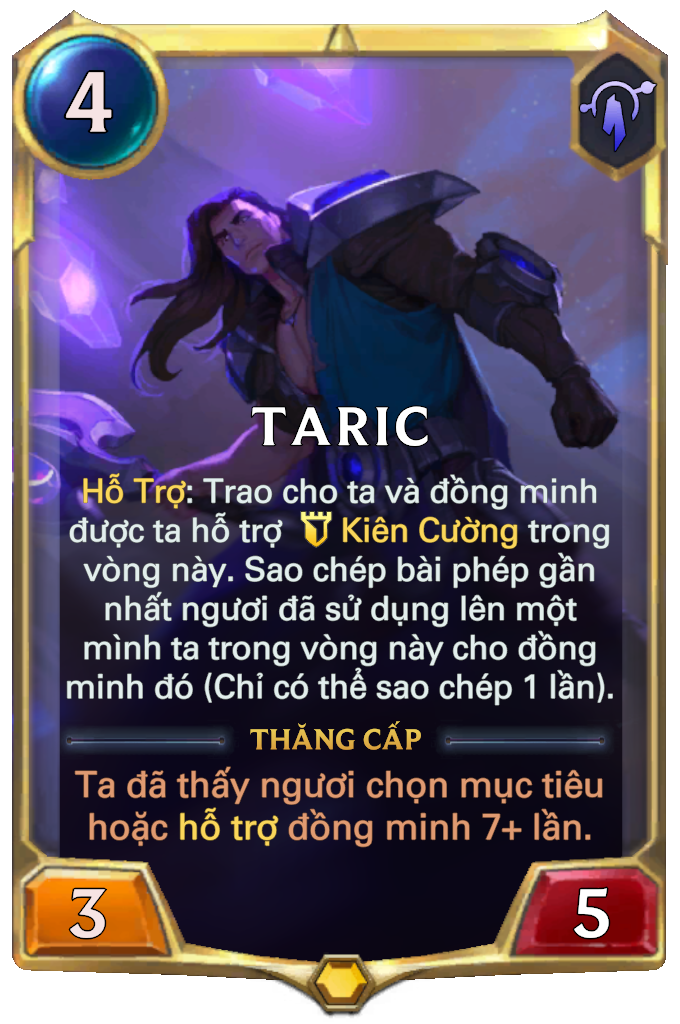 4
TARIC
Hỗ Trợ: Trao cho ta và đồng minh
được ta hỗ trợ Kiên Cường trong
vòng này. Sao chép bài phép gần
nhất ngươi đã sử dụng lên một
mình ta trong vòng này cho đồng
minh đó (Chỉ có thể sao chép 1 lần).
THĂNG CẤP
Ta đã thấy ngươi chọn mục tiêu
hoặc hỗ trợ đồng minh 7+ lần.
3
5